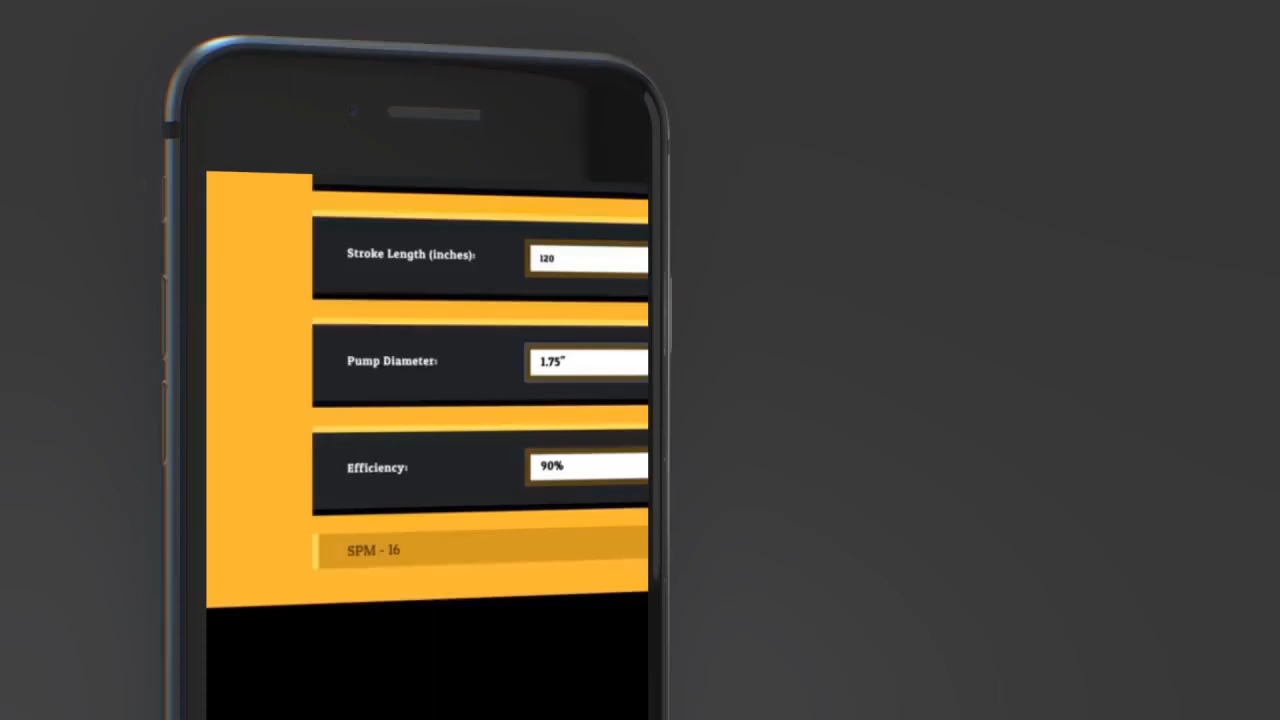 Stroke Length (inches):
120
Pump Diameter:
1.75"
Efficiency:
90%
SPM - 16